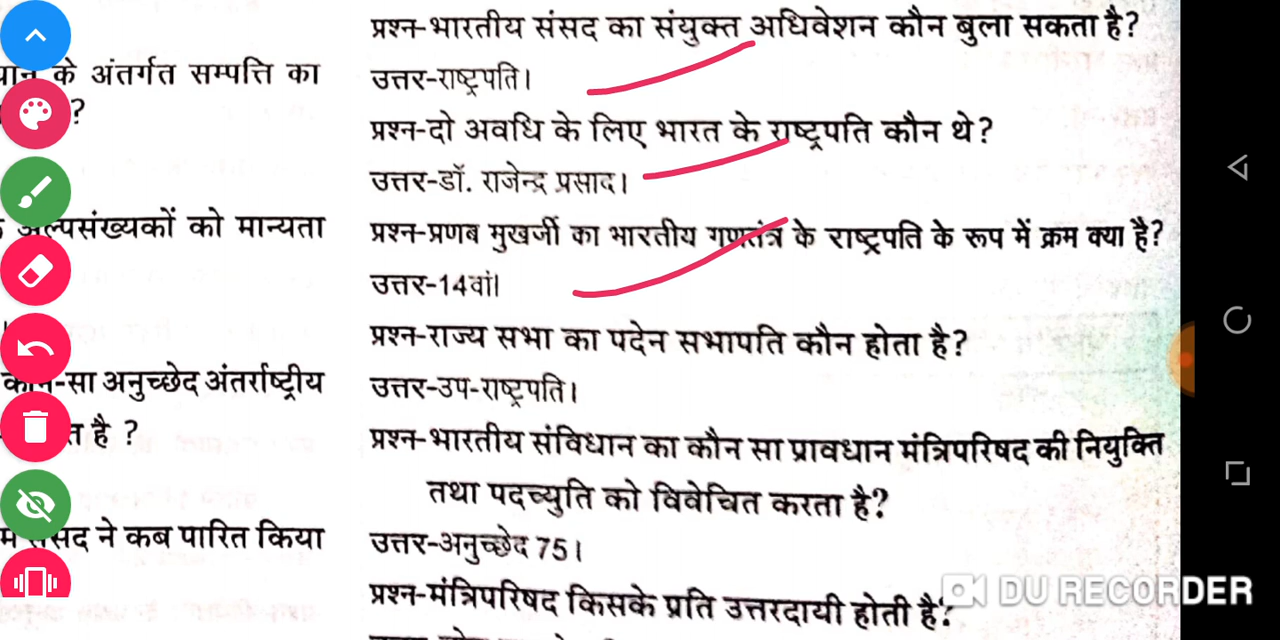 के अंतर्गत सम्पत्ति का
?
अल्पसंख्यकों को मान्यता
-सा अनुच्छेद अंतर्राष्ट्रीय
त है ?
संसद ने कब पारित किया
प्रश्न-भारतीय संसद का संयुक्त अधिवेशन कौन बुला सकता है?
उत्तर-राष्ट्रपति।
प्रश्न-दो अवधि के लिए भारत के राष्ट्रपति कौन थे?
उत्तर-डॉ. राजेन्द्र प्रसाद।
प्रश्न-प्रणब मुखर्जी का भारतीय गणतंत्र के राष्ट्रपति के रूप में क्रम क्या है?
उत्तर-14वां।
प्रश्न-राज्य सभा का पदेन सभापति कौन होता है?
उत्तर-उप-राष्ट्रपति।
प्रश्न-भारतीय संविधान का कौन सा प्रावधान मंत्रिपरिषद की नियुक्ति
तथा पदच्युति को विवेचित करता है?
उत्तर-अनुच्छेद 75।
प्रश्न-मंत्रिपरिषद किसके प्रति उत्तरदायी होती है?
DU RECORDER